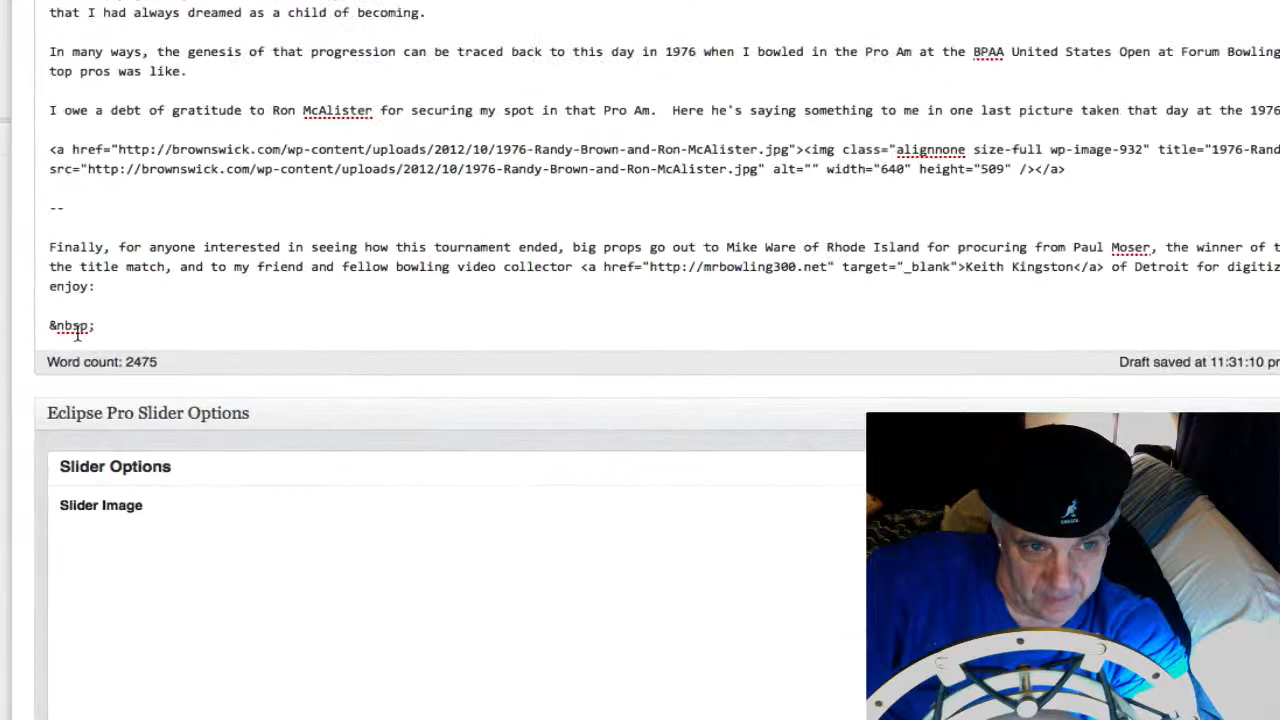 that I had always dreamed as a child of becoming.
In many ways, the genesis of that progression can be traced back to this day in 1976 when I bowled in the Pro Am at the BPAA United States Open at Forum Bowling
top pros was like.
I owe a debt of gratitude to Ron McAlister for securing my spot in that Pro Am.  Here he's saying something to me in one last picture taken that day at the 1976
<a href="http://brownswick.com/wp-content/uploads/2012/10/1976-Randy-Brown-and-Ron-McAlister.jpg"><img class="alignnone size-full wp-image-932" title="1976-Rand
src="http://brownswick.com/wp-content/uploads/2012/10/1976-Randy-Brown-and-Ron-McAlister.jpg" alt="" width="640" height="509" /></a>
--
Finally, for anyone interested in seeing how this tournament ended, big props go out to Mike Ware of Rhode Island for procuring from Paul Moser, the winner of t
the title match, and to my friend and fellow bowling video collector <a href="http://mrbowling300.net" target="_blank">Keith Kingston</a> of Detroit for digitiz
enjoy:
&nbsp;
Word count: 2475
Draft saved at 11:31:10 pm
Eclipse Pro Slider Options
Slider Options
Slider Image
KANGOL